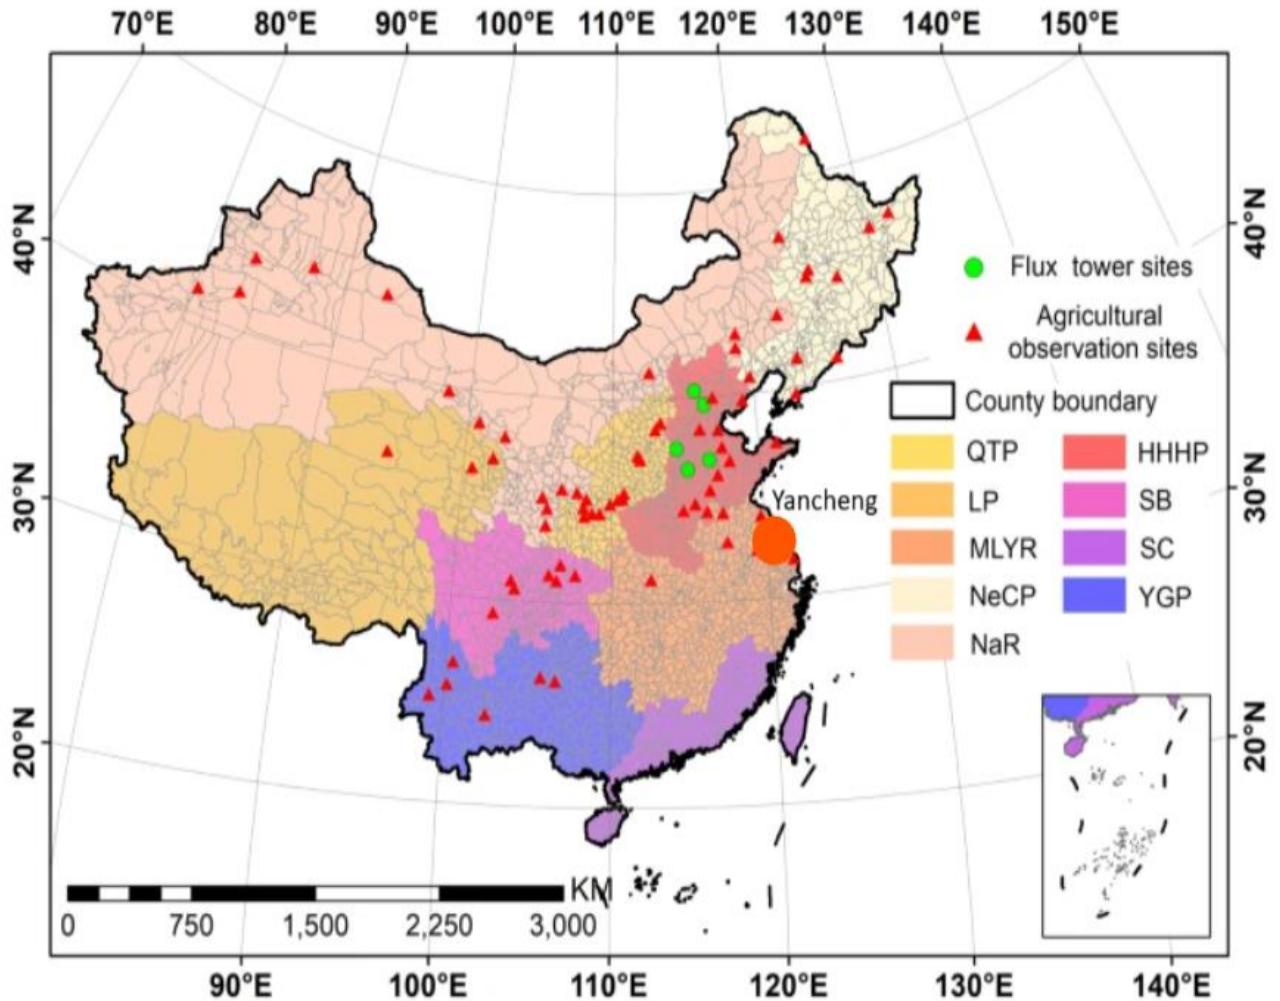 70°E 80°E 90°E 100°E 110°E 120°E 130°E 140°E 150°E
40°N
40°N
Flux tower sites
Agricultural
observation sites
County boundary
QTP HHHP
30°N
30°N
Yancheng
LP SB
MLYR SC
NeCP YGP
NaR
20°N
20°N
KM
0 750 1,500 2,250 3,000
90°E 100°E 110°E 120°E 130°E 140°E